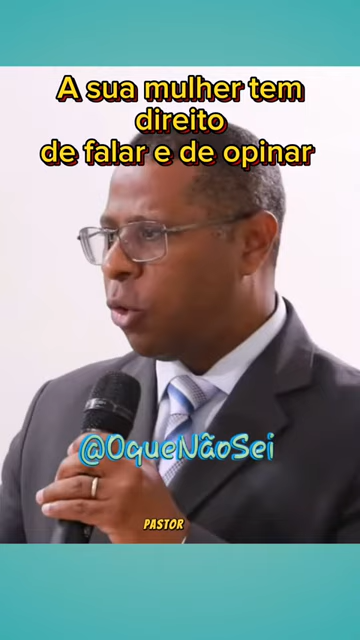 A sua mulher tem
direito
de falar e de opinar
@OqueNãoSei
PASTOR